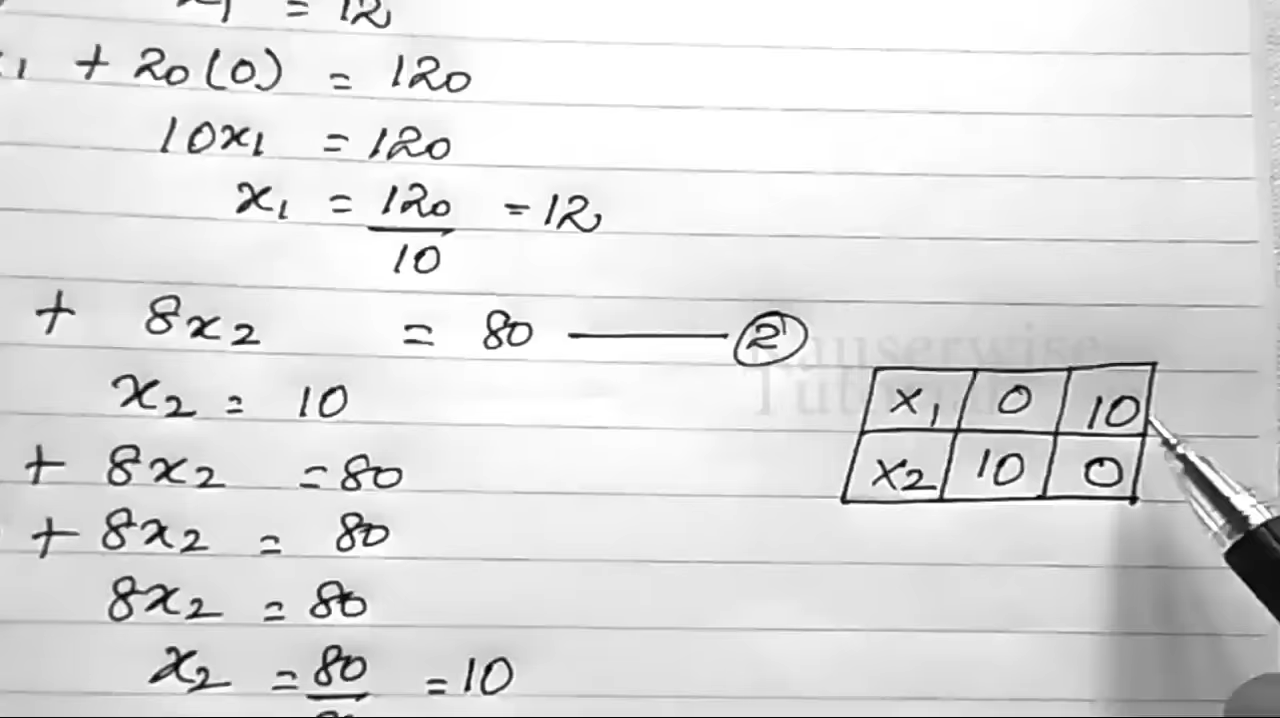 x₁ = 12
x₁ + 20(0) = 120
10x₁ = 120
x₁ = 120/10 = 12
+ 8x₂ = 80 ——— ②
x₂ = 10
+ 8x₂ = 80
+ 8x₂ = 80
8x₂ = 80
x₂ = 80/ = 10
x₁ 0 10
x₂ 10 0